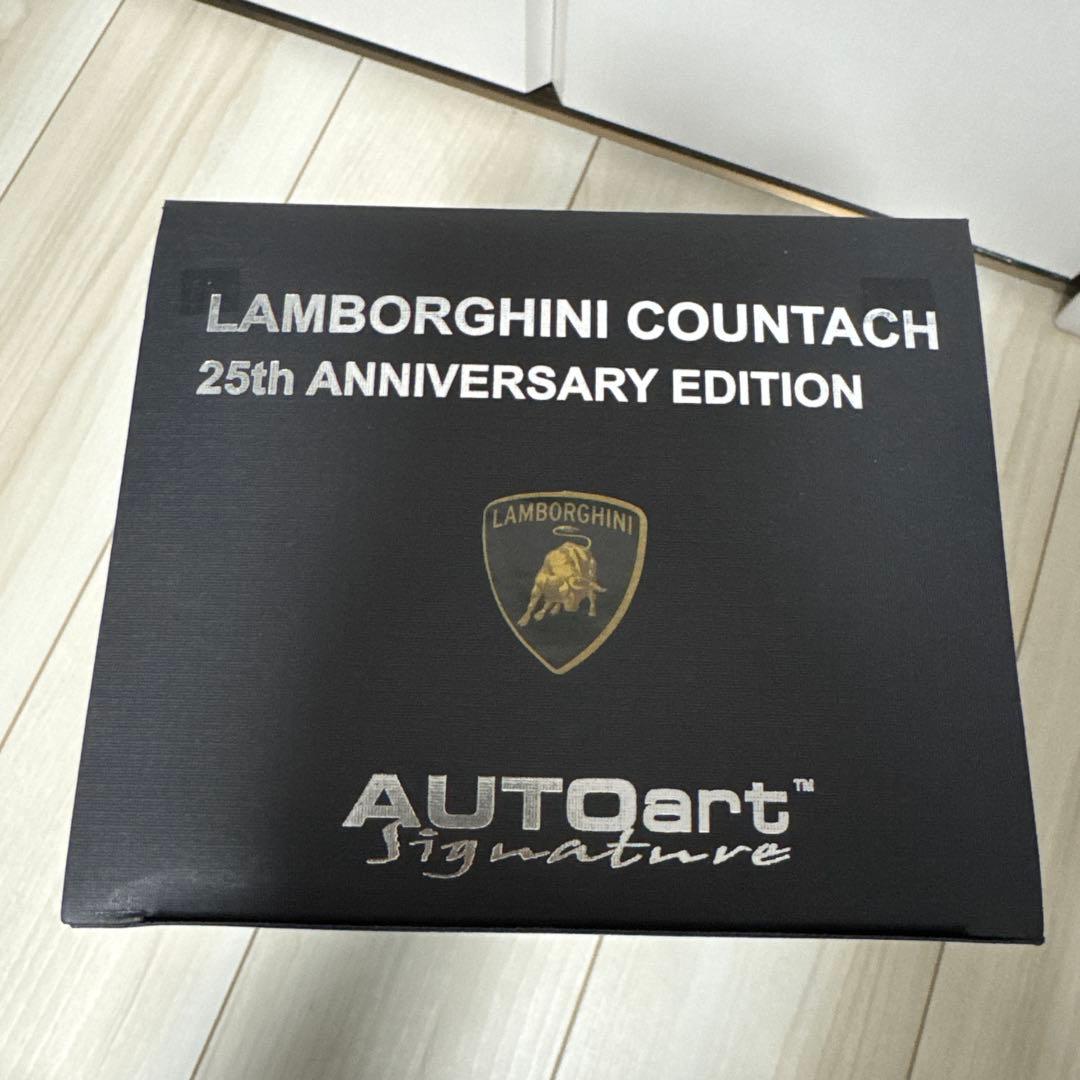 LAMBORGHINI COUNTACH
25th ANNIVERSARY EDITION
LAMBORGHINI
AUTOart™
Signature